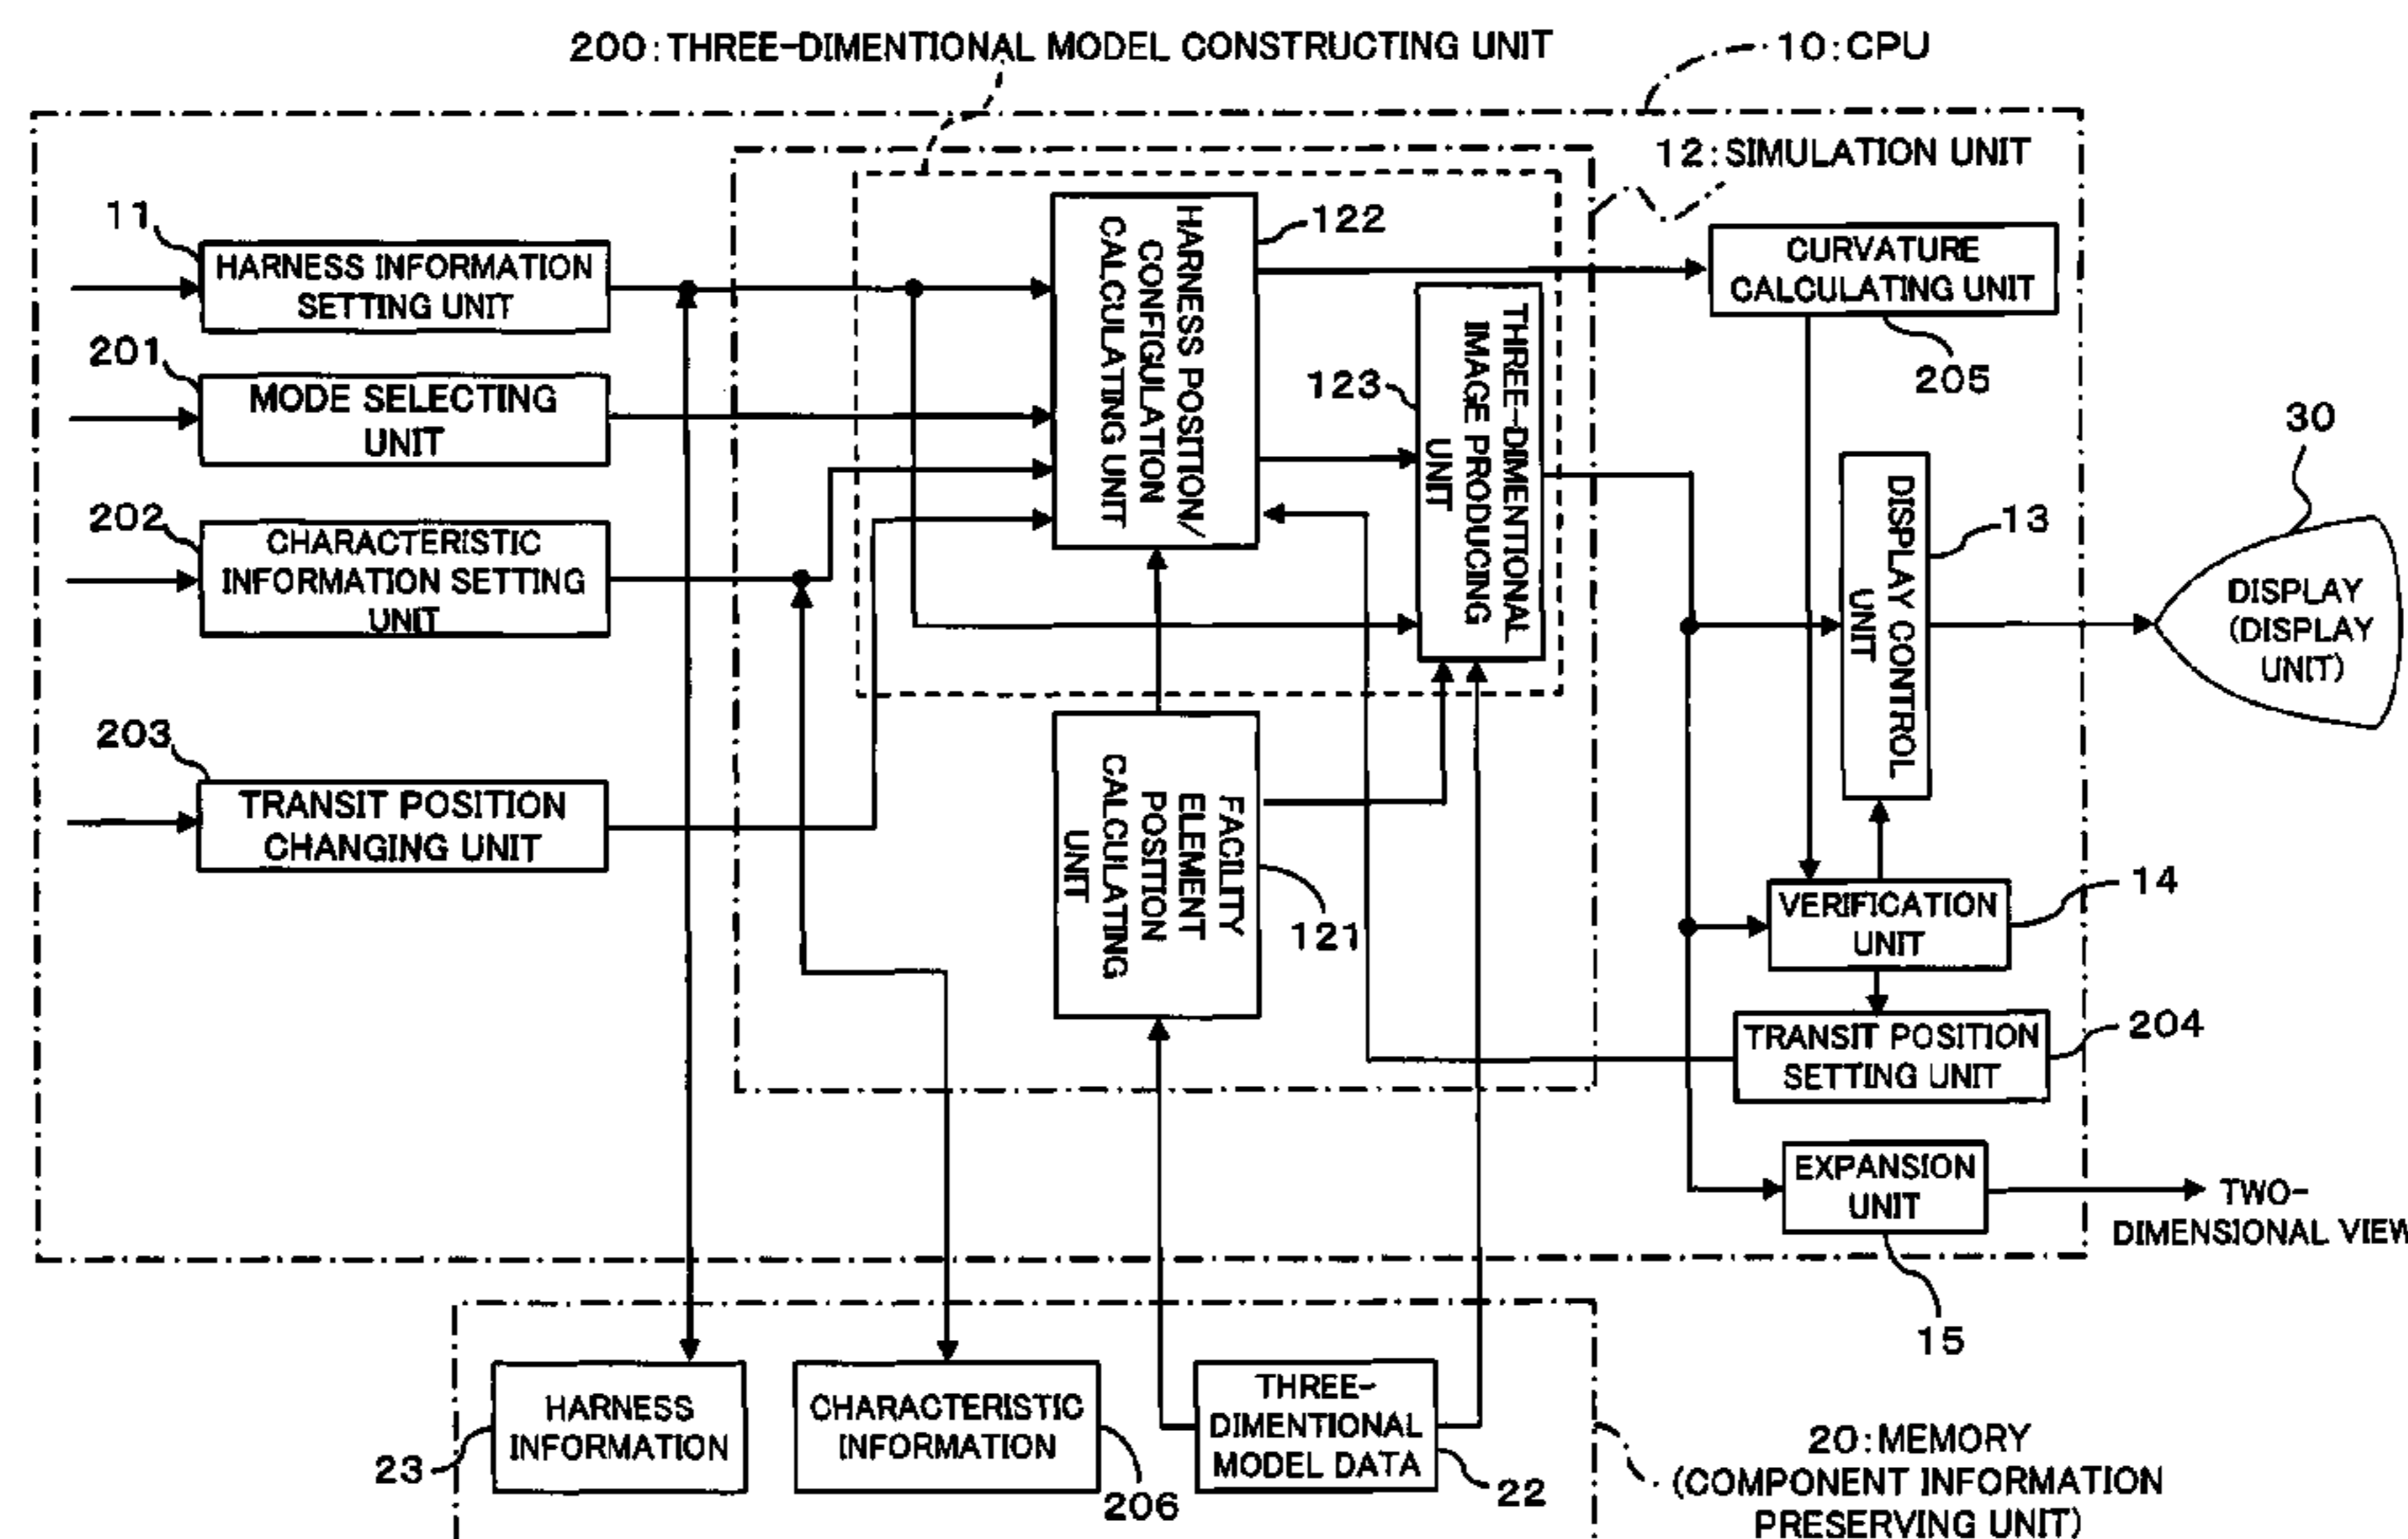 200:THREE-DIMENTIONAL MODEL CONSTRUCTING UNIT
10:CPU
12:SIMULATION UNIT
11
HARNESS INFORMATION
SETTING UNIT
201
MODE SELECTING
UNIT
202
CHARACTERISTIC
INFORMATION SETTING
UNIT
203
TRANSIT POSITION
CHANGING UNIT
HARNESS POSITION/
CONFIGULATION
CALCULATING UNIT
122
123
THREE-DIMENTIONAL
IMAGE PRODUCING
UNIT
FACILITY
ELEMENT
POSITION
CALCULATING
UNIT
121
CURVATURE
CALCULATING UNIT
205
DISPLAY CONTROL
UNIT
13
30
DISPLAY
(DISPLAY
UNIT)
VERIFICATION
UNIT
14
TRANSIT POSITION
SETTING UNIT
204
EXPANSION
UNIT
15
TWO-
DIMENSIONAL VIEW
HARNESS
INFORMATION
23
CHARACTERISTIC
INFORMATION
206
THREE-
DIMENTIONAL
MODEL DATA
22
20:MEMORY
(COMPONENT INFORMATION
PRESERVING UNIT)